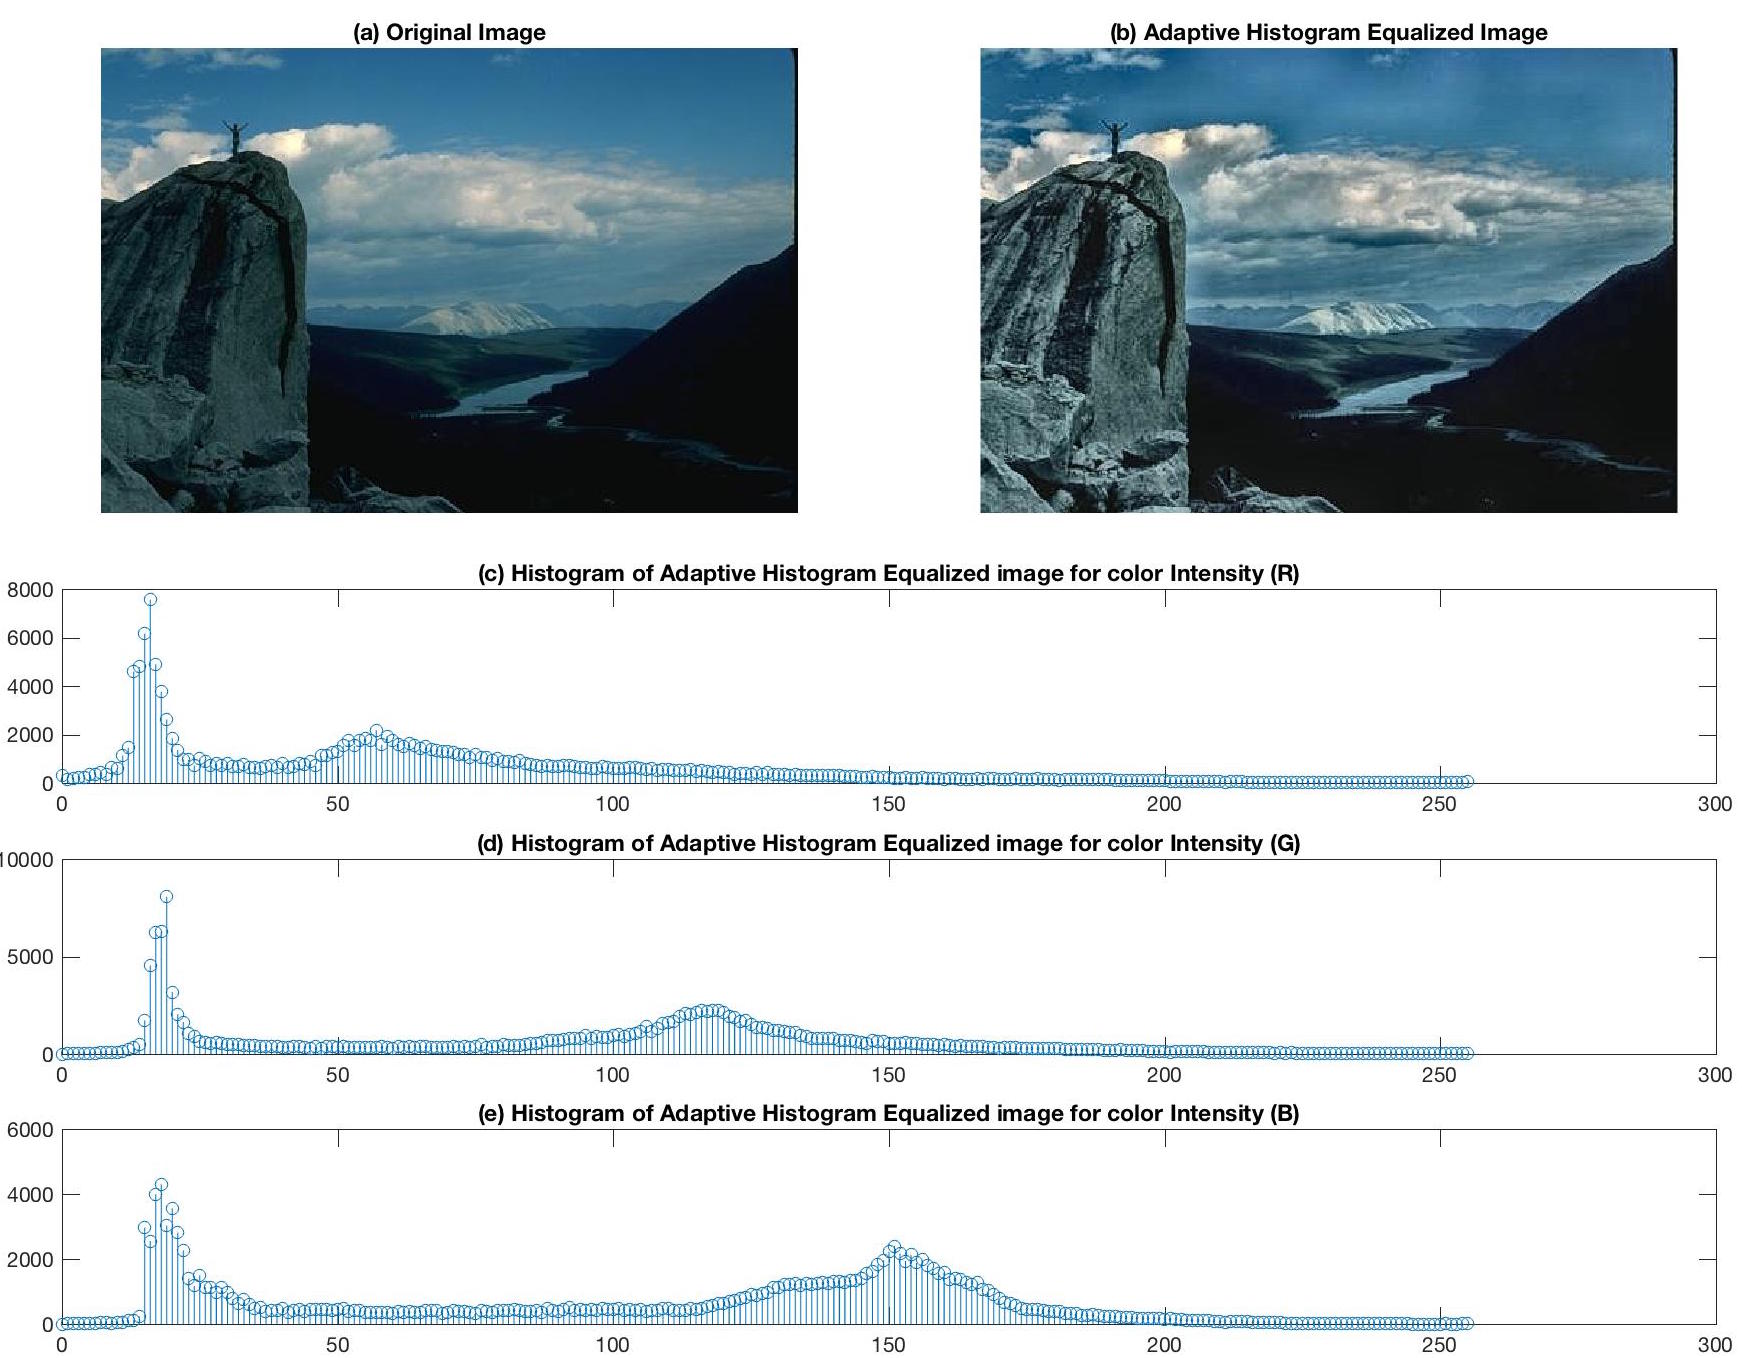 (a) Original Image
(b) Adaptive Histogram Equalized Image
(c) Histogram of Adaptive Histogram Equalized image for color Intensity (R)
8000
6000
4000
2000
0
0 50 100 150 200 250 300
(d) Histogram of Adaptive Histogram Equalized image for color Intensity (G)
10000
5000
0
0 50 100 150 200 250 300
(e) Histogram of Adaptive Histogram Equalized image for color Intensity (B)
6000
4000
2000
0
0 50 100 150 200 250 300